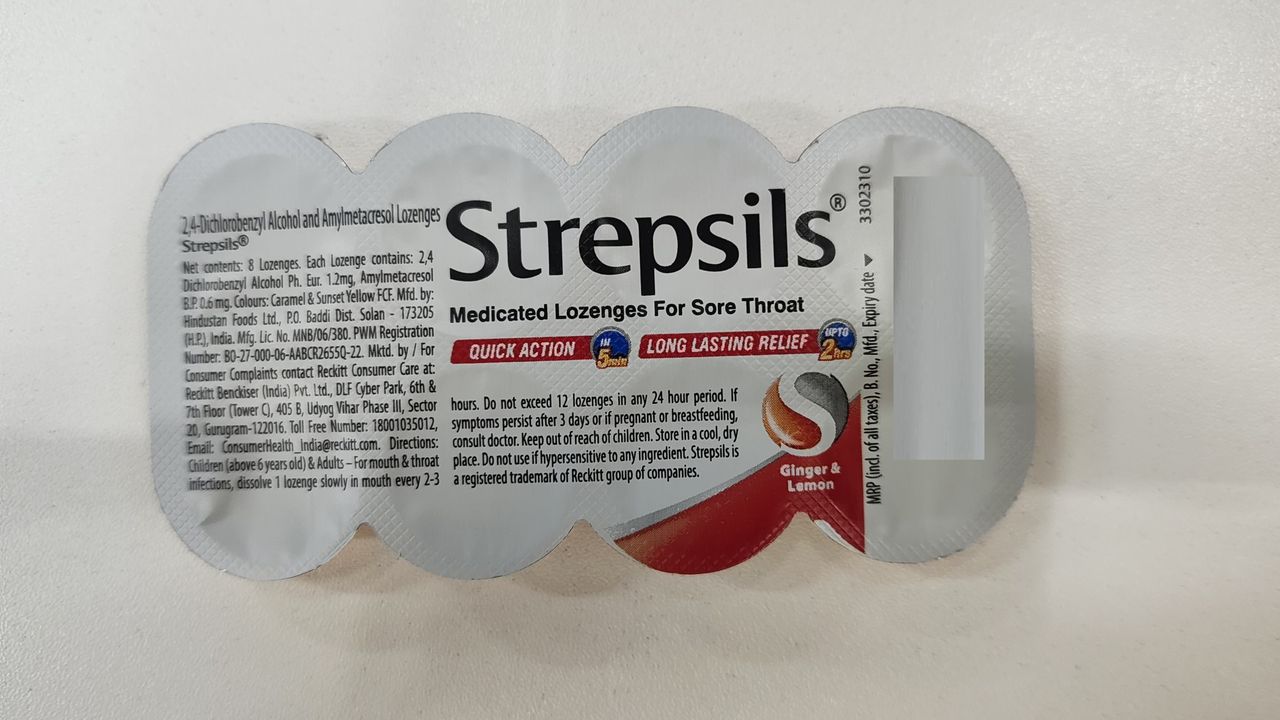 2,4-Dichlorobenzyl Alcohol and Amylmetacresol Lozenges
Strepsils®
Net contents: 8 Lozenges. Each Lozenge contains: 2,4
Dichlorobenzyl Alcohol Ph. Eur. 1.2mg, Amylmetacresol
B.P. 0.6 mg. Colours: Caramel & Sunset Yellow FCF. Mfd. by:
Hindustan Foods Ltd., P.O. Baddi Dist. Solan - 173205
(H.P.), India. Mfg. Lic. No. MNB/06/380. PWM Registration
Number: BO-27-000-06-AABCR2655Q-22. Mktd. by / For
Consumer Complaints contact Reckitt Consumer Care at:
Reckitt Benckiser (India) Pvt. Ltd., DLF Cyber Park, 6th &
7th Floor (Tower C), 405 B, Udyog Vihar Phase III, Sector
20, Gurugram-122016. Toll Free Number: 18001035012,
Email: ConsumerHealth_India@reckitt.com. Directions:
Children (above 6 years old) & Adults – For mouth & throat
infections, dissolve 1 lozenge slowly in mouth every 2-3
Strepsils®
Medicated Lozenges For Sore Throat
QUICK ACTION IN 5min LONG LASTING RELIEF UPTO 2hrs
hours. Do not exceed 12 lozenges in any 24 hour period. If
symptoms persist after 3 days or if pregnant or breastfeeding,
consult doctor. Keep out of reach of children. Store in a cool, dry
place. Do not use if hypersensitive to any ingredient. Strepsils is
a registered trademark of Reckitt group of companies.
Ginger &
Lemon
MRP (incl. of all taxes), B. No., Mfd., Expiry date ▼ 3302310